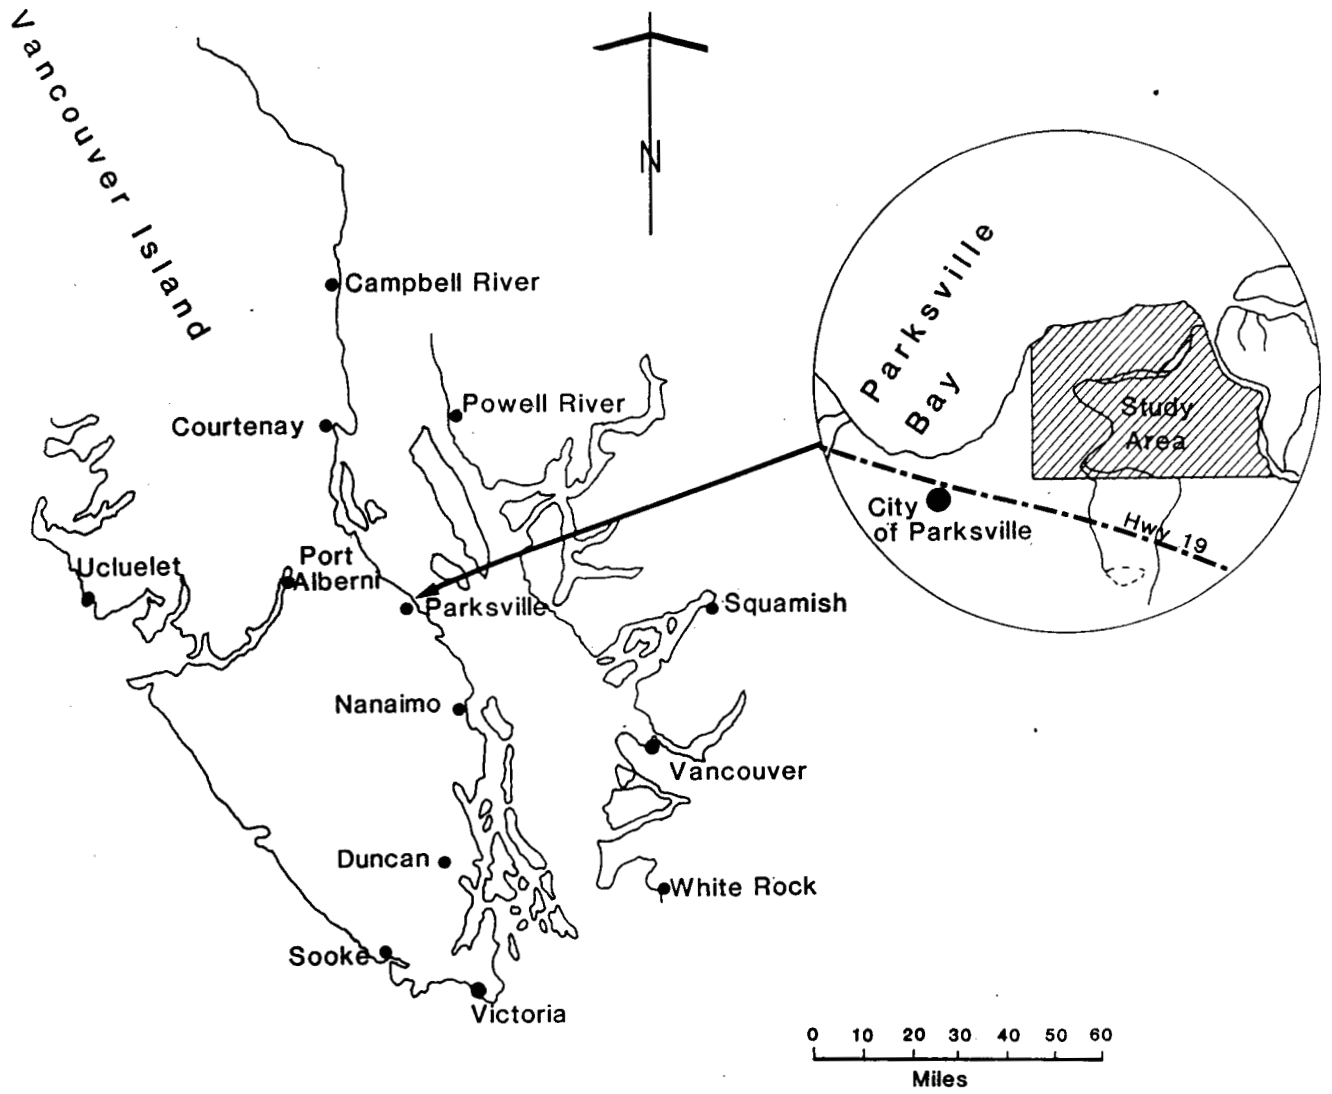 Vancouver Island
N
Campbell River
Parksville
Bay
Powell River
Courtenay
Study
Area
City
of Parksville
Hwy 19
Port
Alberni
Ucluelet
Parksville
Squamish
Nanaimo
Vancouver
Duncan
White Rock
Sooke
Victoria
0 10 20 30 40 50 60
Miles